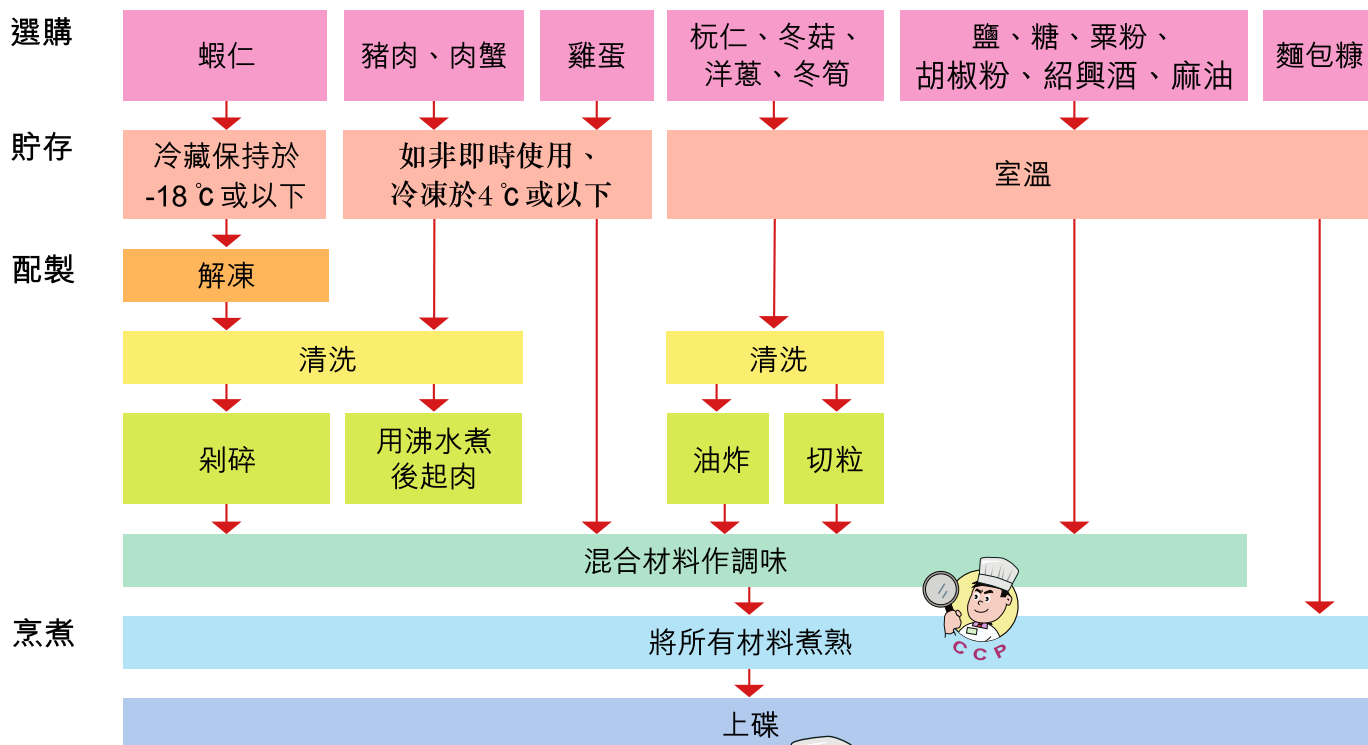 選購
蝦仁
豬肉、肉蟹
雞蛋
杬仁、冬菇、
洋蔥、冬筍
鹽、糖、粟粉、
胡椒粉、紹興酒、麻油
麵包糠
貯存
冷藏保持於
-18℃或以下
如非即時使用、
冷凍於4℃或以下
室溫
配製
解凍
清洗
清洗
剁碎
用沸水煮
後起肉
油炸
切粒
混合材料作調味
烹煮
將所有材料煮熟
CCP
上碟